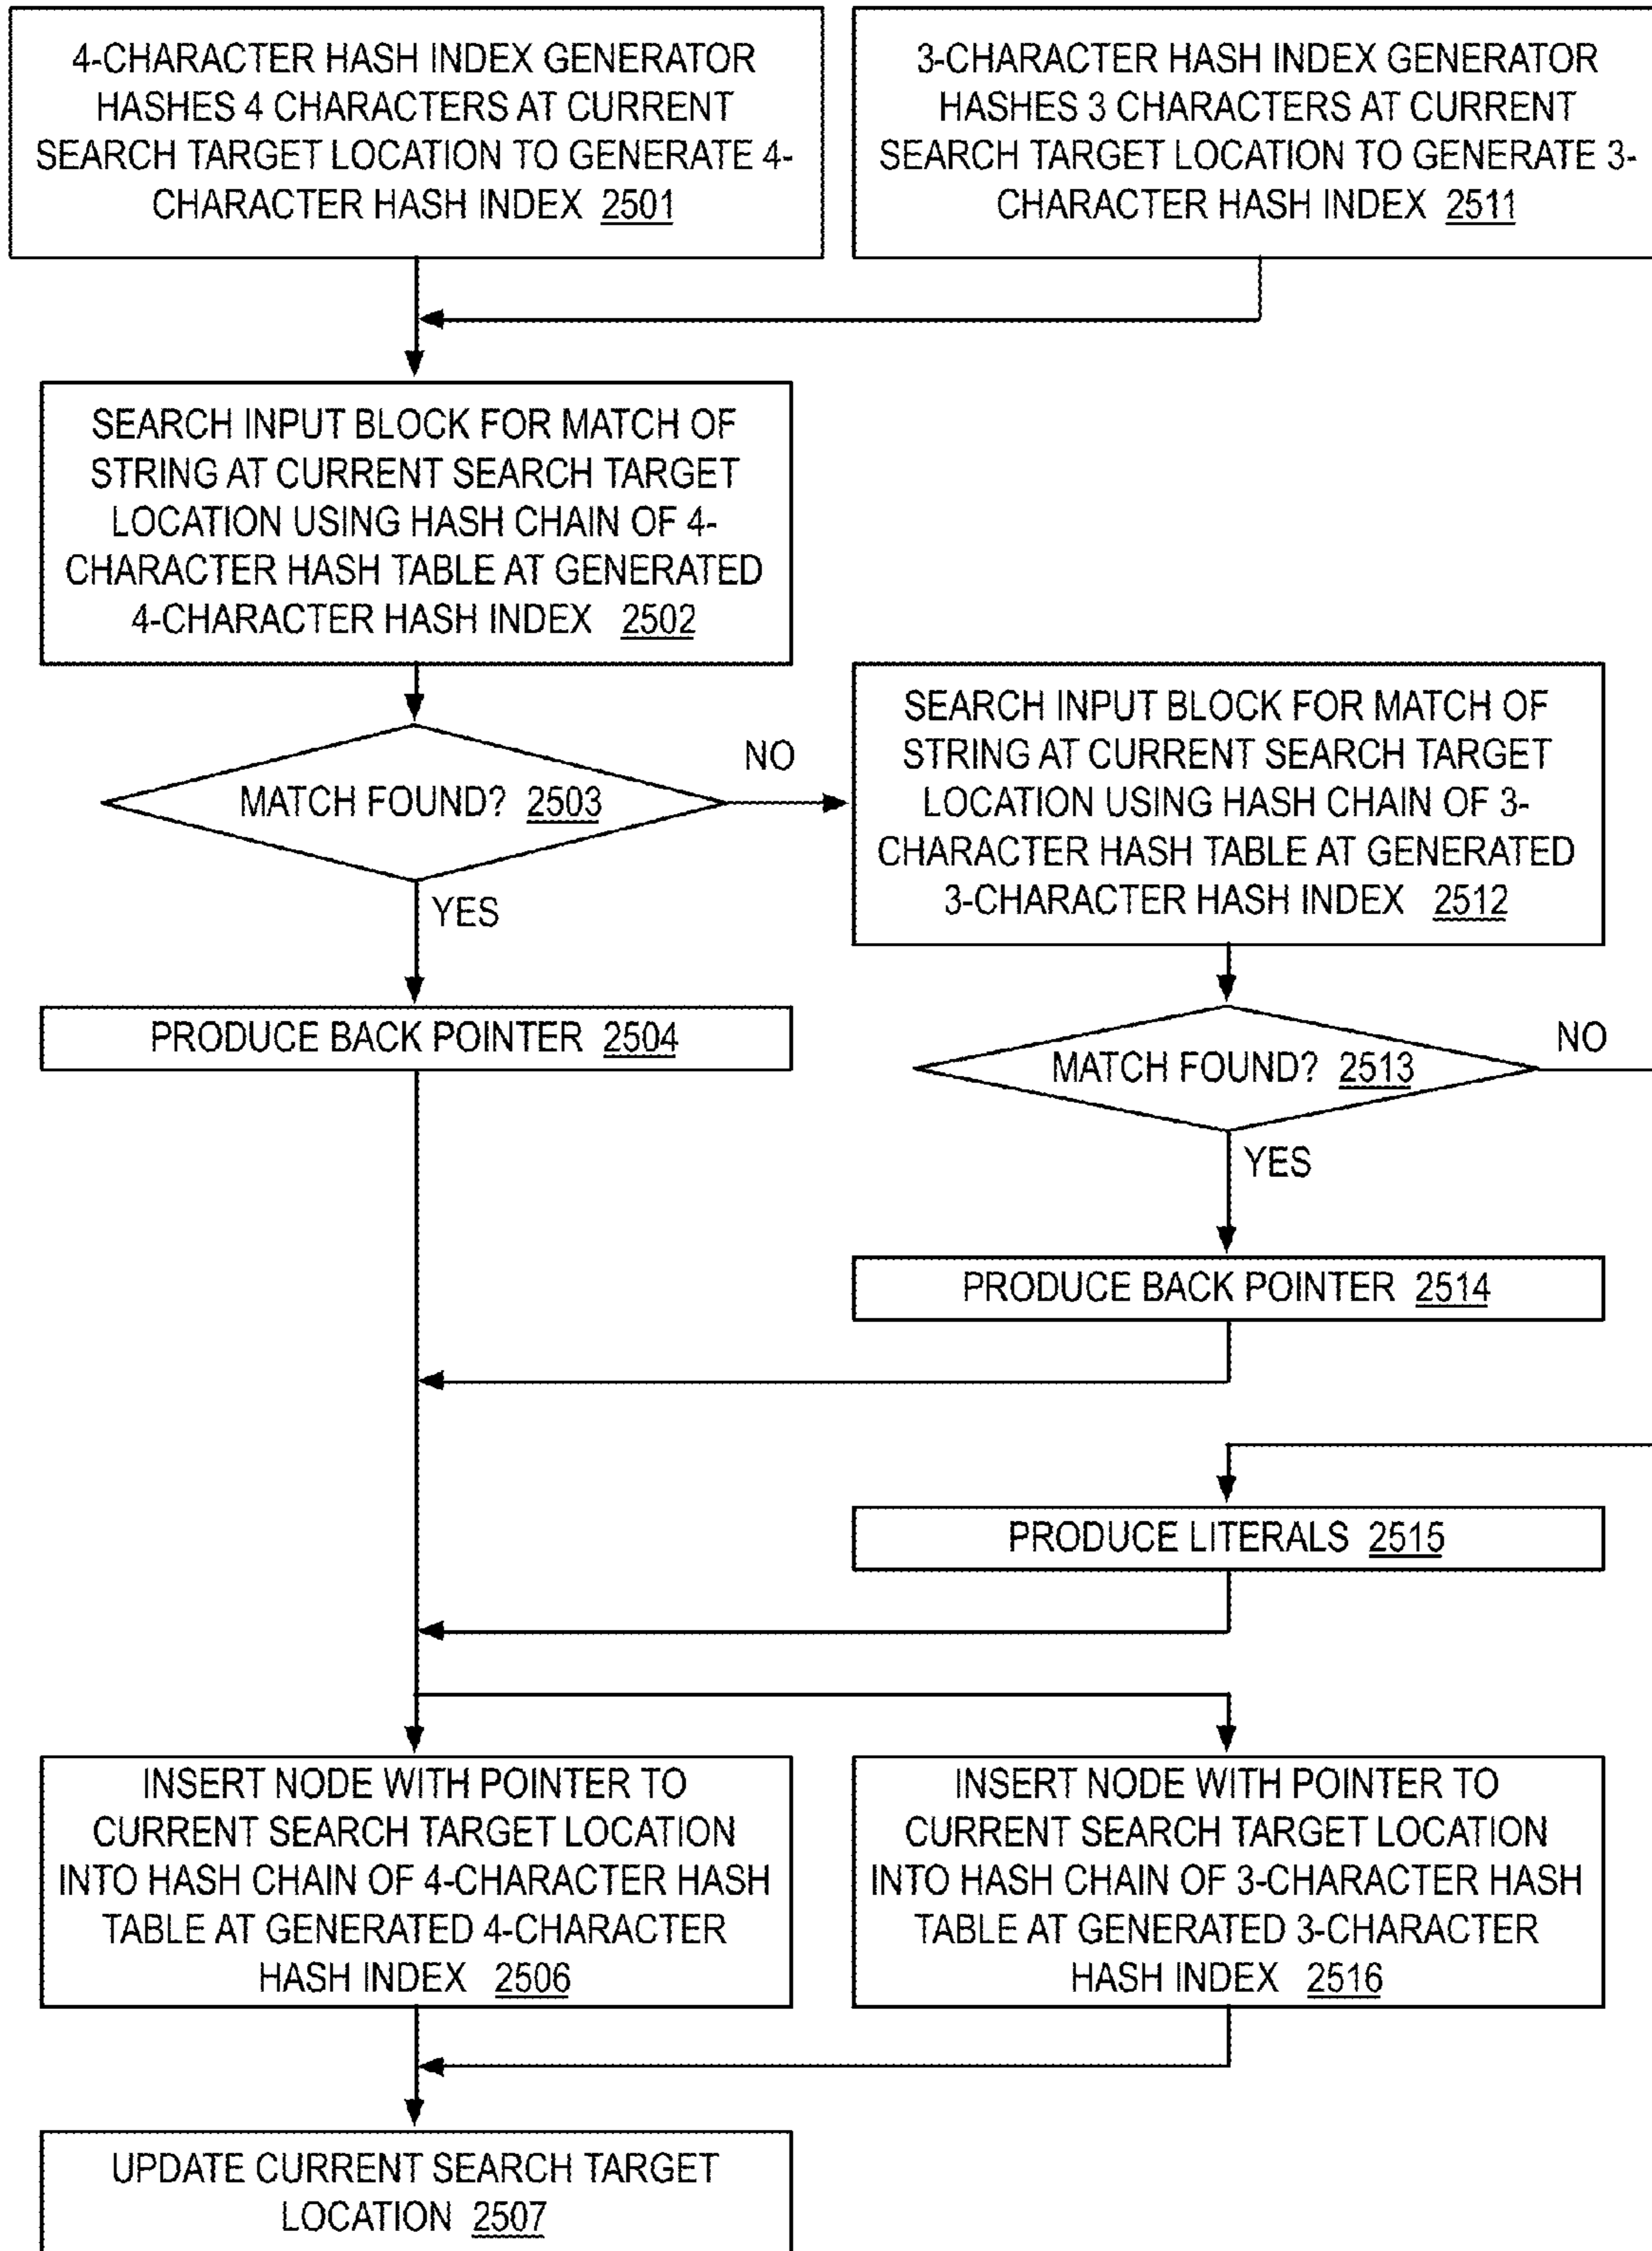 4-CHARACTER HASH INDEX GENERATOR
HASHES 4 CHARACTERS AT CURRENT
SEARCH TARGET LOCATION TO GENERATE 4-
CHARACTER HASH INDEX 2501
3-CHARACTER HASH INDEX GENERATOR
HASHES 3 CHARACTERS AT CURRENT
SEARCH TARGET LOCATION TO GENERATE 3-
CHARACTER HASH INDEX 2511
SEARCH INPUT BLOCK FOR MATCH OF
STRING AT CURRENT SEARCH TARGET
LOCATION USING HASH CHAIN OF 4-
CHARACTER HASH TABLE AT GENERATED
4-CHARACTER HASH INDEX 2502
MATCH FOUND? 2503
NO
YES
SEARCH INPUT BLOCK FOR MATCH OF
STRING AT CURRENT SEARCH TARGET
LOCATION USING HASH CHAIN OF 3-
CHARACTER HASH TABLE AT GENERATED
3-CHARACTER HASH INDEX 2512
PRODUCE BACK POINTER 2504
MATCH FOUND? 2513
NO
YES
PRODUCE BACK POINTER 2514
PRODUCE LITERALS 2515
INSERT NODE WITH POINTER TO
CURRENT SEARCH TARGET LOCATION
INTO HASH CHAIN OF 4-CHARACTER HASH
TABLE AT GENERATED 4-CHARACTER
HASH INDEX 2506
INSERT NODE WITH POINTER TO
CURRENT SEARCH TARGET LOCATION
INTO HASH CHAIN OF 3-CHARACTER HASH
TABLE AT GENERATED 3-CHARACTER
HASH INDEX 2516
UPDATE CURRENT SEARCH TARGET
LOCATION 2507